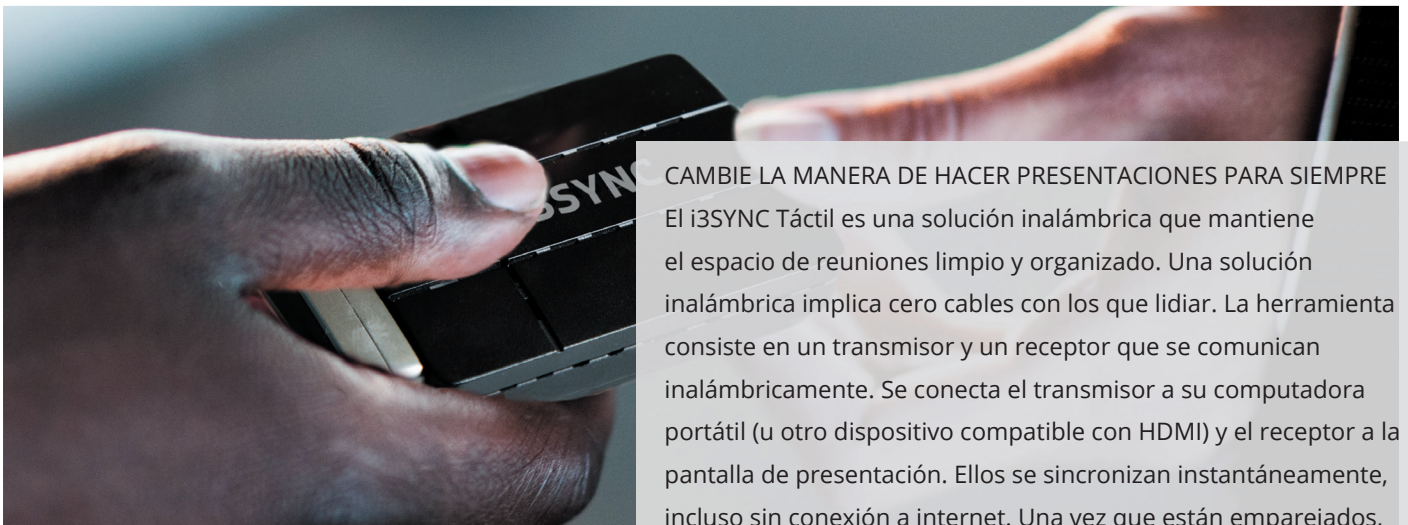 3SYNC
CAMBIE LA MANERA DE HACER PRESENTACIONES PARA SIEMPRE
El i3SYNC Táctil es una solución inalámbrica que mantiene
el espacio de reuniones limpio y organizado. Una solución
inalámbrica implica cero cables con los que lidiar. La herramienta
consiste en un transmisor y un receptor que se comunican
inalámbricamente. Se conecta el transmisor a su computadora
portátil (u otro dispositivo compatible con HDMI) y el receptor a la
pantalla de presentación. Ellos se sincronizan instantáneamente,
incluso sin conexión a internet. Una vez que están emparejados,